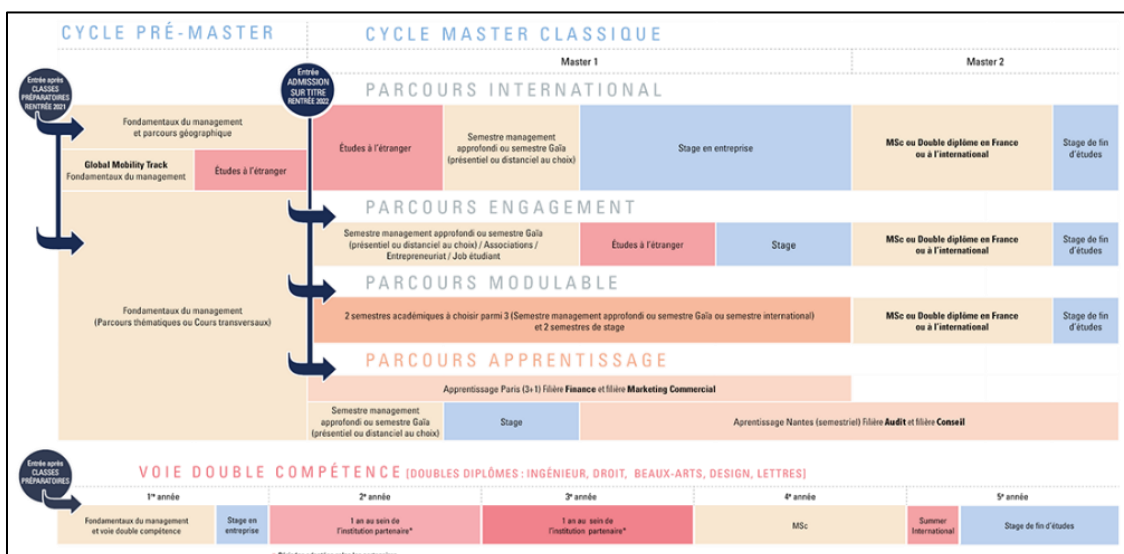 CYCLE PRÉ-MASTER
CYCLE MASTER CLASSIQUE
Master 1
Master 2
Entrée après
CLASSES
PRÉPARATOIRES
RENTRÉE 2021
Entrée
ADMISSION
SUR TITRE
RENTRÉE 2022
PARCOURS INTERNATIONAL
Fondamentaux du management
et parcours géographique
Global Mobility Track
Fondamentaux du management
Études à l'étranger
Études à l'étranger
Semestre management
approfondi ou semestre Gaïa
(présentiel ou distanciel au choix)
Stage en entreprise
MSc ou Double diplôme en France
ou à l'international
Stage de fin
d'études
PARCOURS ENGAGEMENT
Semestre management approfondi ou semestre Gaïa
(présentiel ou distanciel au choix) / Associations /
Entrepreneuriat / Job étudiant
Études à l'étranger
Stage
MSc ou Double diplôme en France
ou à l'international
Stage de fin
d'études
Fondamentaux du management
(Parcours thématiques ou Cours transversaux)
PARCOURS MODULABLE
2 semestres académiques à choisir parmi 3 (Semestre management approfondi ou semestre Gaïa ou semestre international)
et 2 semestres de stage
MSc ou Double diplôme en France
ou à l'international
Stage de fin
d'études
PARCOURS APPRENTISSAGE
Apprentissage Paris (3+1) Filière Finance et filière Marketing Commercial
Semestre management
approfondi ou semestre Gaïa
(présentiel ou distanciel au choix)
Stage
Apprentissage Nantes (semestriel) Filière Audit et filière Conseil
Entrée après
CLASSES
PRÉPARATOIRES
VOIE DOUBLE COMPÉTENCE [DOUBLES DIPLÔMES : INGÉNIEUR, DROIT, BEAUX-ARTS, DESIGN, LETTRES]
1re année
2e année
3e année
4e année
5e année
Fondamentaux du management
et voie double compétence
Stage en
entreprise
1 an au sein de
l'institution partenaire*
1 an au sein de
l'institution partenaire*
MSc
Summer
International
Stage de fin d'études